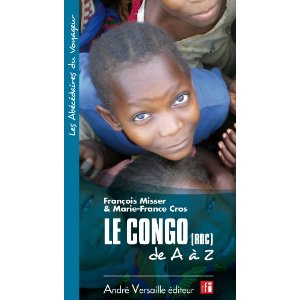 Les Abécédaires du Voyageur
François Misser
& Marie-France Cros
LE CONGO (RDC)
de A à Z
André Versaille éditeur
rfi